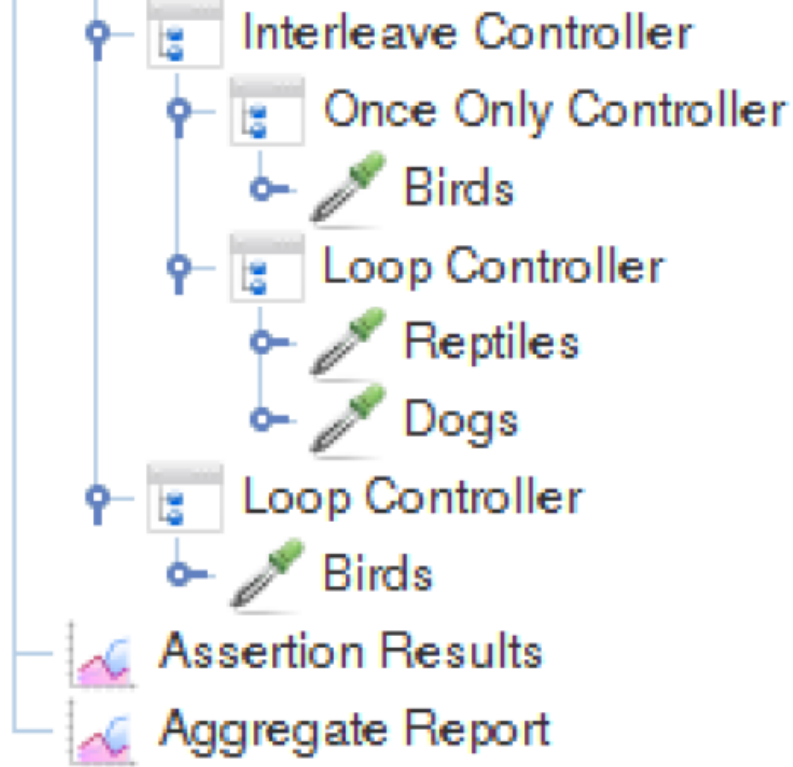 Interleave Controller
Once Only Controller
Birds
Loop Controller
Reptiles
Dogs
Loop Controller
Birds
Assertion Results
Aggregate Report